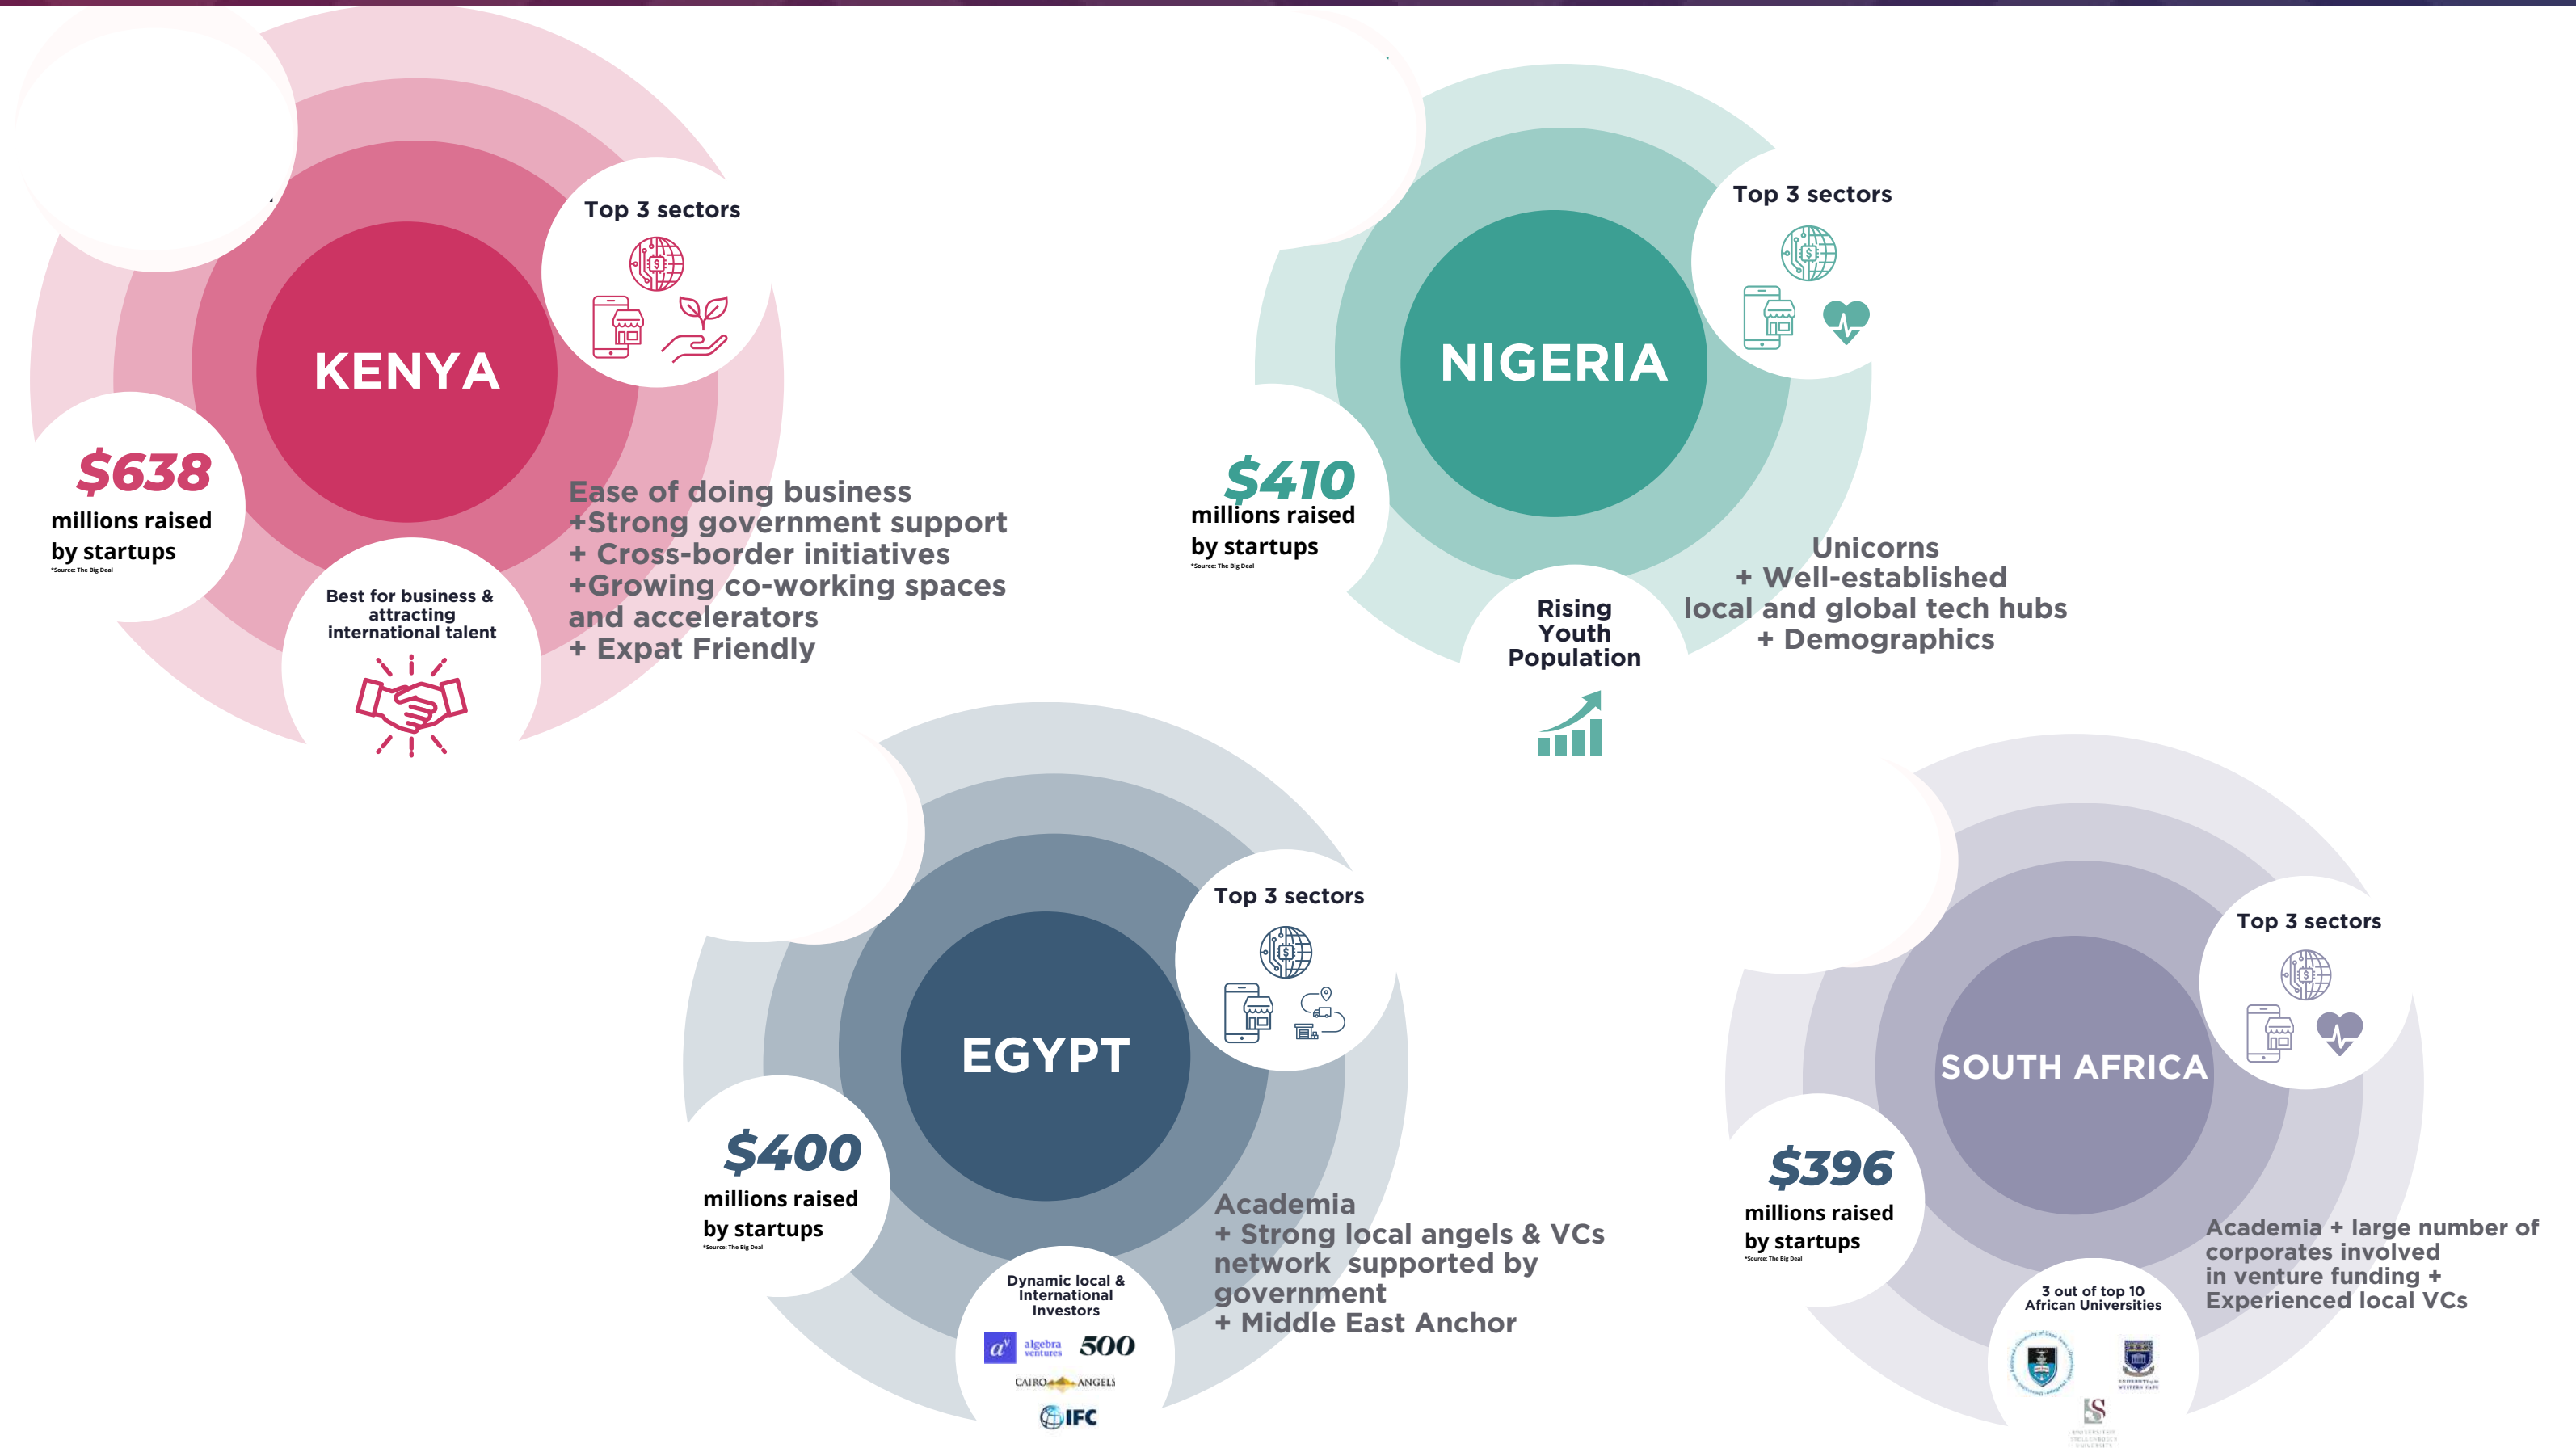 KENYA
Top 3 sectors
$638
millions raised
by startups
*Source: The Big Deal
Best for business &
attracting
international talent
Ease of doing business
+Strong government support
+ Cross-border initiatives
+Growing co-working spaces
and accelerators
+ Expat Friendly
NIGERIA
Top 3 sectors
$410
millions raised
by startups
*Source: The Big Deal
Rising
Youth
Population
Unicorns
+ Well-established
local and global tech hubs
+ Demographics
EGYPT
Top 3 sectors
$400
millions raised
by startups
*Source: The Big Deal
Dynamic local &
International
Investors
algebra
ventures
500
CAIRO ANGELS
IFC
Academia
+ Strong local angels & VCs
network supported by
government
+ Middle East Anchor
SOUTH AFRICA
Top 3 sectors
$396
millions raised
by startups
*Source: The Big Deal
3 out of top 10
African Universities
UNIVERSITY of the
WESTERN CAPE
Academia + large number of
corporates involved
in venture funding +
Experienced local VCs